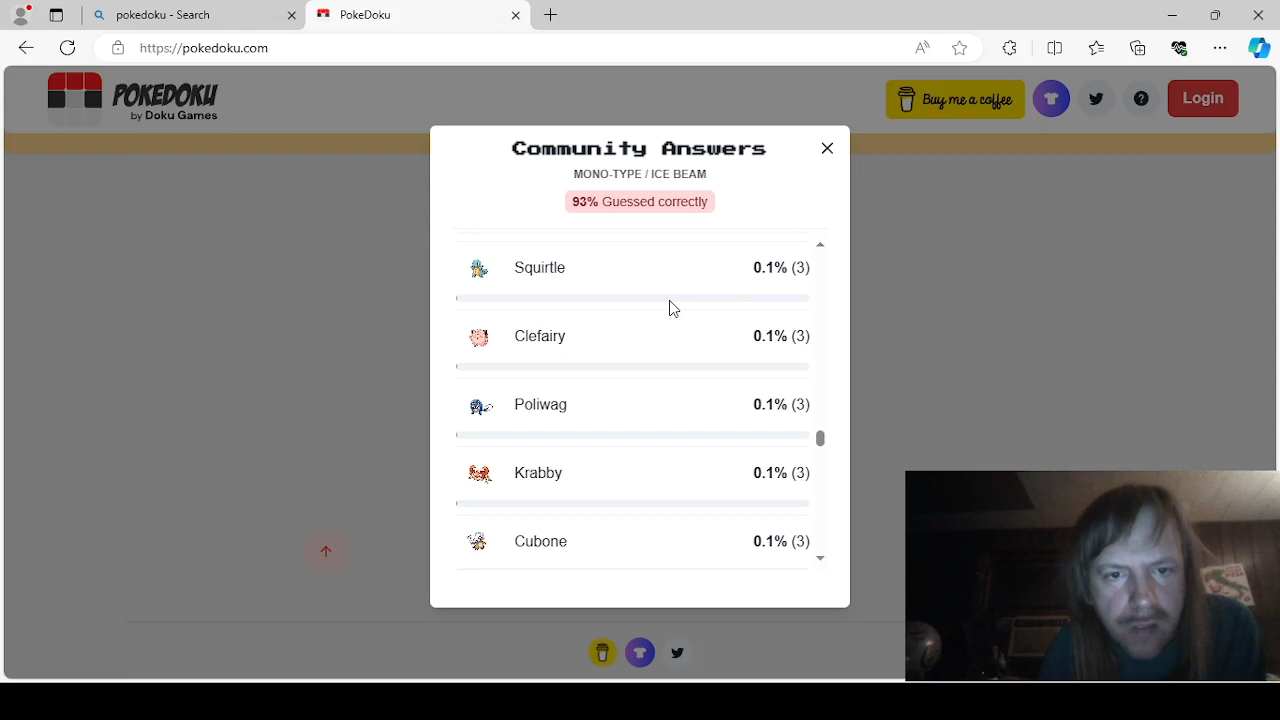 pokedoku - Search
PokeDoku
https://pokedoku.com
POKEDOKU
by Doku Games
Buy me a coffee
Login
Community Answers
MONO-TYPE / ICE BEAM
93% Guessed correctly
Squirtle 0.1% (3)
Clefairy 0.1% (3)
Poliwag 0.1% (3)
Krabby 0.1% (3)
Cubone 0.1% (3)
PIZZA